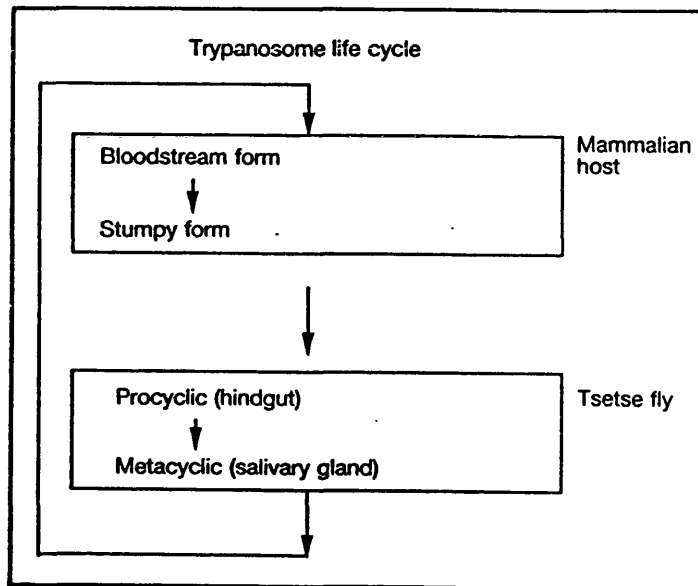 Trypanosome life cycle
Bloodstream form
Stumpy form
Mammalian
host
Procyclic (hindgut)
Metacyclic (salivary gland)
Tsetse fly